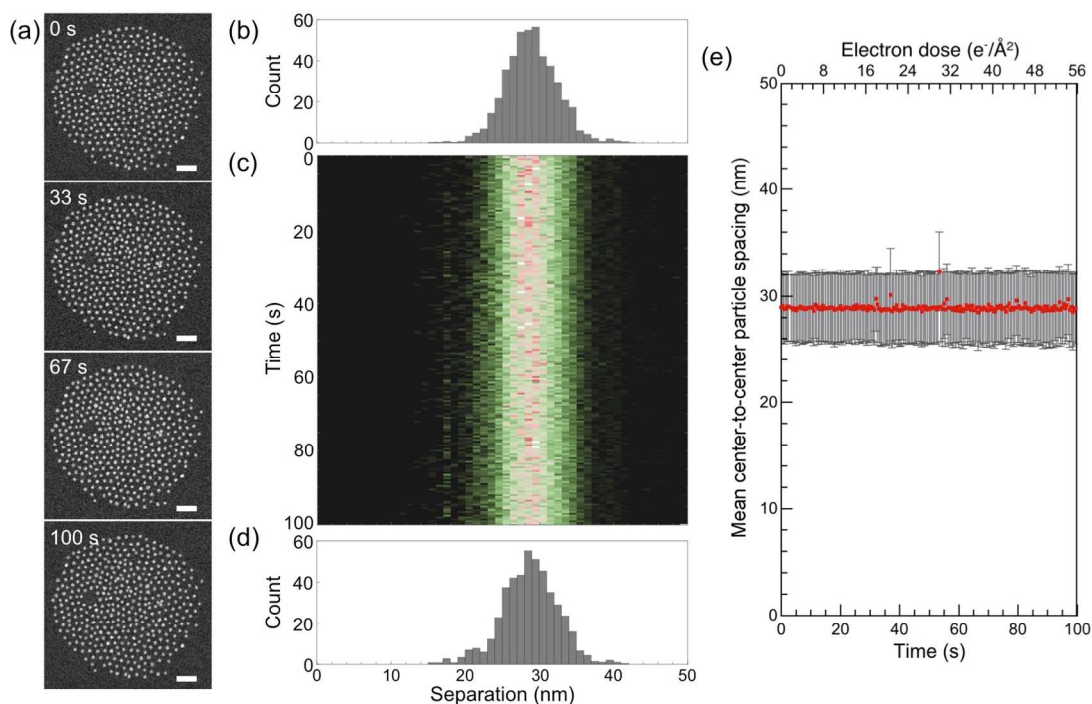 (a)
0 s
33 s
67 s
100 s
(b)
60
40
20
0
Count
(c)
0
20
40
60
80
100
Time (s)
(d)
60
40
20
0
Count
0 10 20 30 40 50
Separation (nm)
(e)
Electron dose (e⁻/Å²)
0 8 16 24 32 40 48 56
50
40
30
20
10
0
Mean center-to-center particle spacing (nm)
0 20 40 60 80 100
Time (s)